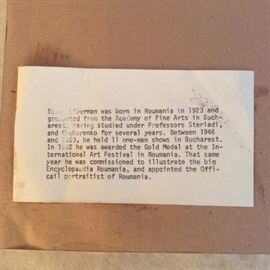 was born in Roumania in 1923 and
graduated from the Academy of Fine Arts in Buch-
arest, having studied under Professors Steriadi,
and for several years. Between 1946
and he held 11 one-man shows in Bucharest.
In he was awarded the Gold Medal at the In-
ternational Art Festival in Roumania. That same
year he was commissioned to illustrate the big
Encyclopaedia Roumania, and appointed the Offi-
cail portraitist of Roumania.